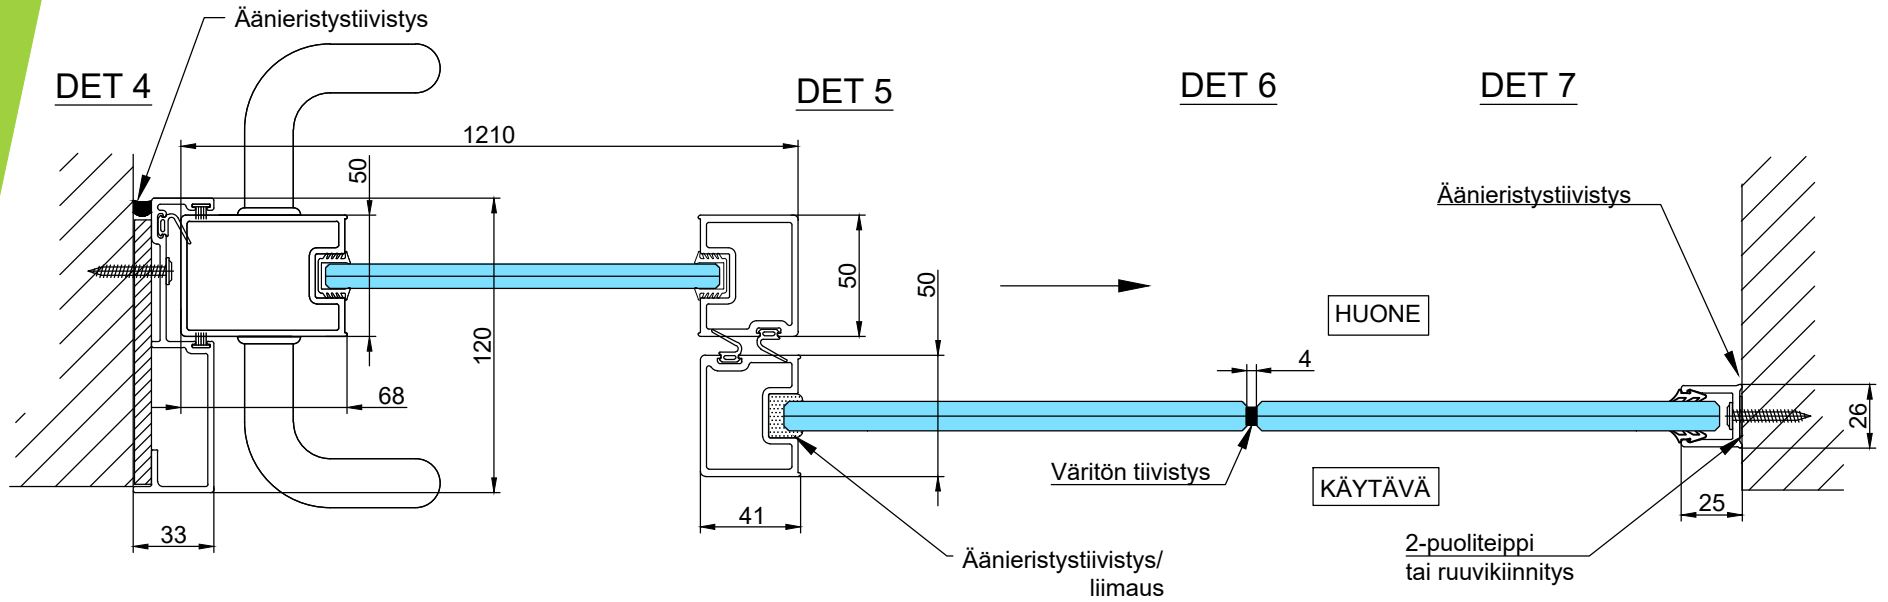 Äänieristystiivistys
DET 4
DET 5
DET 6
DET 7
1210
50
120
68
33
50
50
41
Äänieristystiivistys/
liimaus
HUONE
4
Väritön tiivistys
KÄYTÄVÄ
Äänieristystiivistys
26
25
2-puoliteippi
tai ruuvikiinnitys